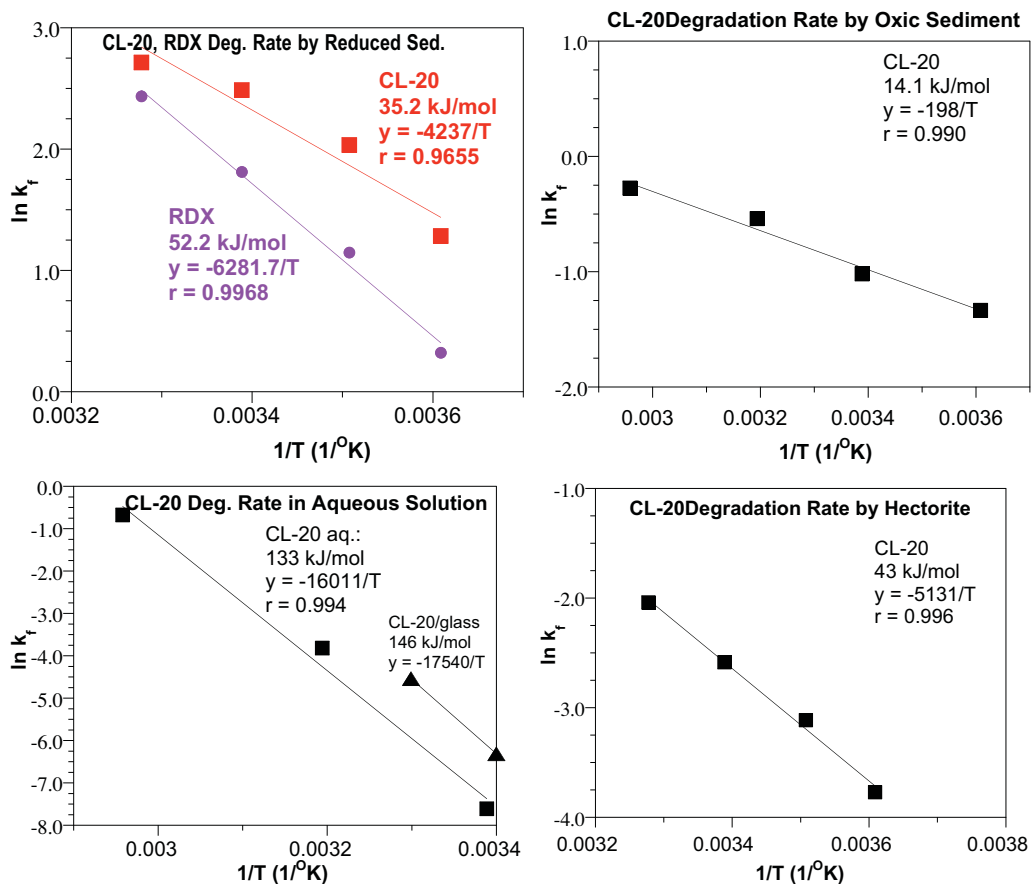 CL-20, RDX Deg. Rate by Reduced Sed.
3.0
2.0
1.0
0.0
ln k_f
CL-20
35.2 kJ/mol
y = -4237/T
r = 0.9655
RDX
52.2 kJ/mol
y = -6281.7/T
r = 0.9968
0.0032
0.0034
0.0036
1/T (1/ᴼK)
CL-20Degradation Rate by Oxic Sediment
1.0
0.0
-1.0
-2.0
ln k_f
CL-20
14.1 kJ/mol
y = -198/T
r = 0.990
0.003
0.0032
0.0034
0.0036
1/T (1/ᴼK)
CL-20 Deg. Rate in Aqueous Solution
0.0
-1.0
-2.0
-3.0
-4.0
-5.0
-6.0
-7.0
-8.0
ln k_f
CL-20 aq.:
133 kJ/mol
y = -16011/T
r = 0.994
CL-20/glass
146 kJ/mol
y = -17540/T
0.003
0.0032
0.0034
1/T (1/ᴼK)
CL-20Degradation Rate by Hectorite
-1.0
-2.0
-3.0
-4.0
ln k_f
CL-20
43 kJ/mol
y = -5131/T
r = 0.996
0.0032
0.0034
0.0036
0.0038
1/T (1/ᴼK)